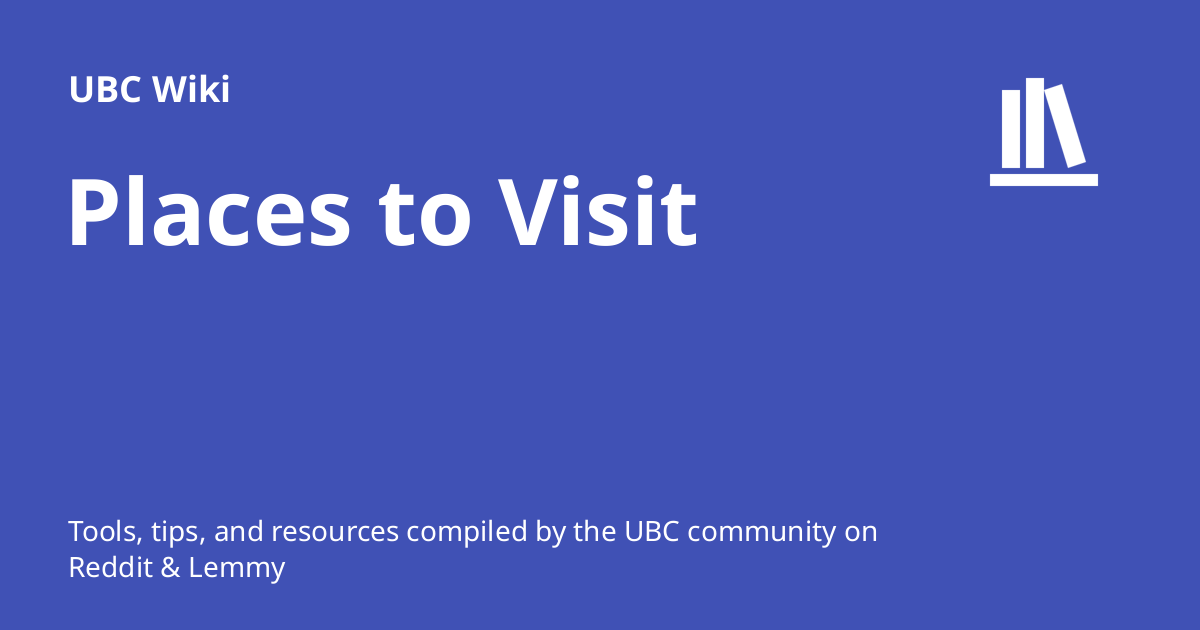 UBC Wiki
Places to Visit
Tools, tips, and resources compiled by the UBC community on
Reddit & Lemmy